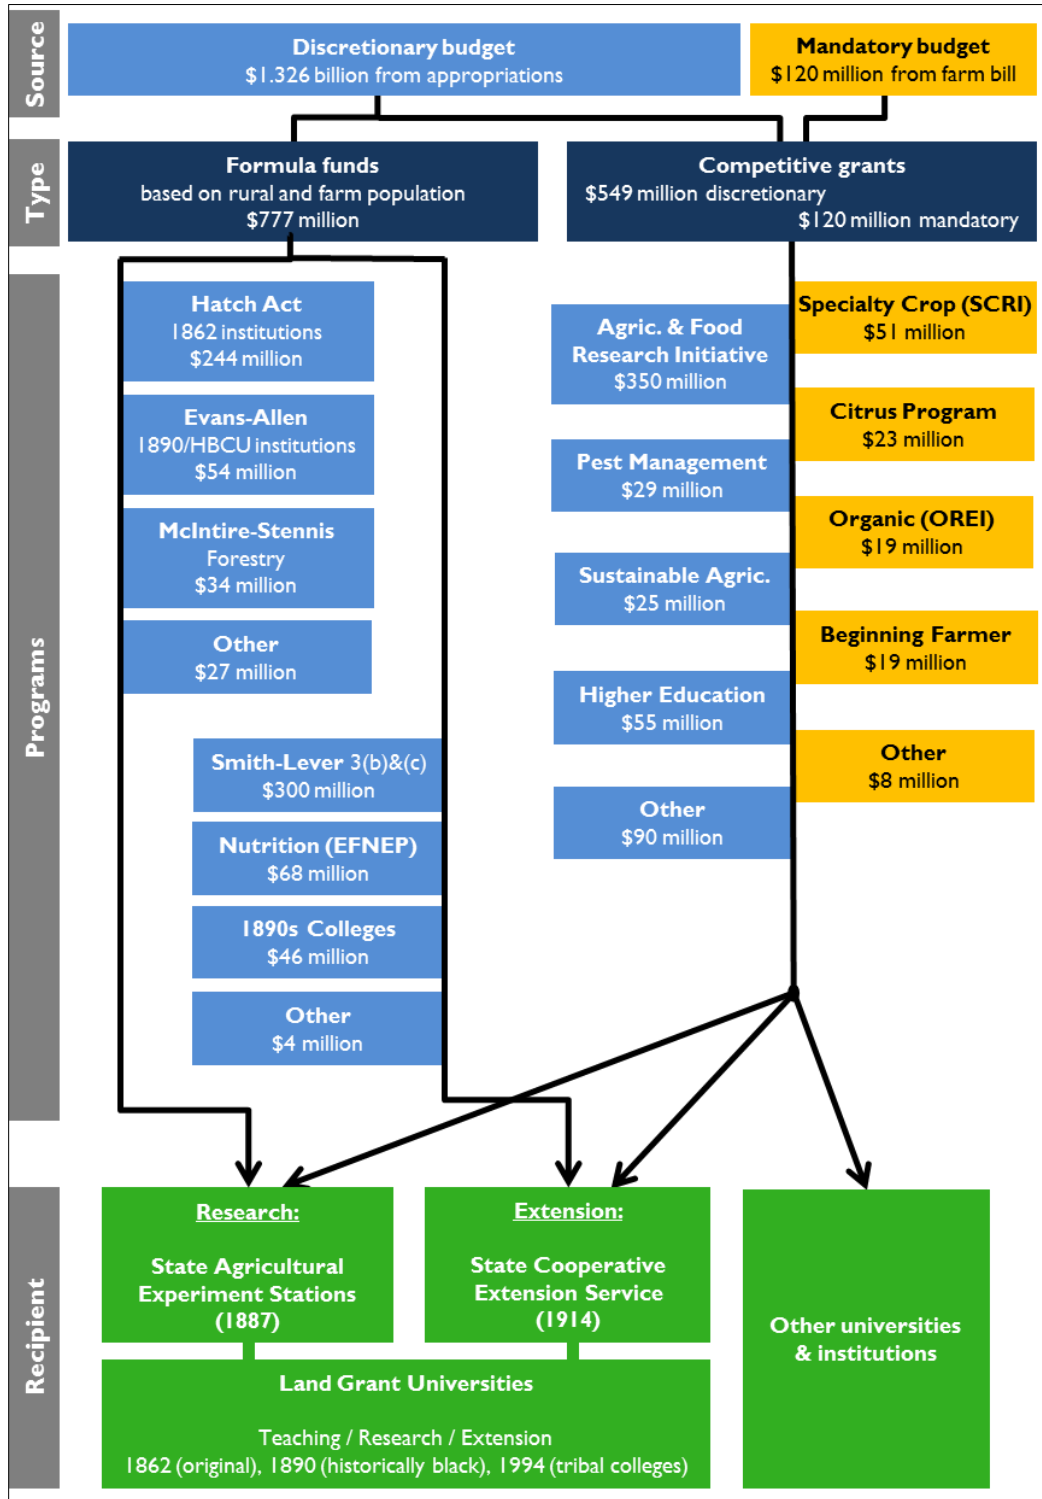 Source
Discretionary budget
$1.326 billion from appropriations
Mandatory budget
$120 million from farm bill
Type
Formula funds
based on rural and farm population
$777 million
Competitive grants
$549 million discretionary
$120 million mandatory
Programs
Hatch Act
1862 institutions
$244 million
Evans-Allen
1890/HBCU institutions
$54 million
McIntire-Stennis
Forestry
$34 million
Other
$27 million
Smith-Lever 3(b)&(c)
$300 million
Nutrition (EFNEP)
$68 million
1890s Colleges
$46 million
Other
$4 million
Agric. & Food
Research Initiative
$350 million
Pest Management
$29 million
Sustainable Agric.
$25 million
Higher Education
$55 million
Other
$90 million
Specialty Crop (SCRI)
$51 million
Citrus Program
$23 million
Organic (OREI)
$19 million
Beginning Farmer
$19 million
Other
$8 million
Recipient
Research:
State Agricultural
Experiment Stations
(1887)
Extension:
State Cooperative
Extension Service
(1914)
Land Grant Universities
Teaching / Research / Extension
1862 (original), 1890 (historically black), 1994 (tribal colleges)
Other universities
& institutions